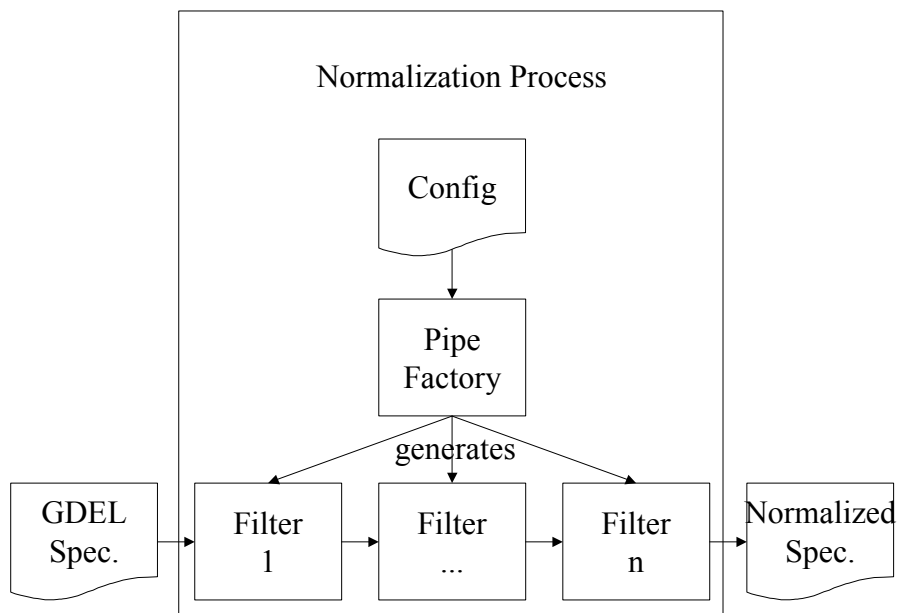 Normalization Process
Config
Pipe
Factory
generates
GDEL
Spec.
Filter
1
Filter
...
Filter
n
Normalized
Spec.